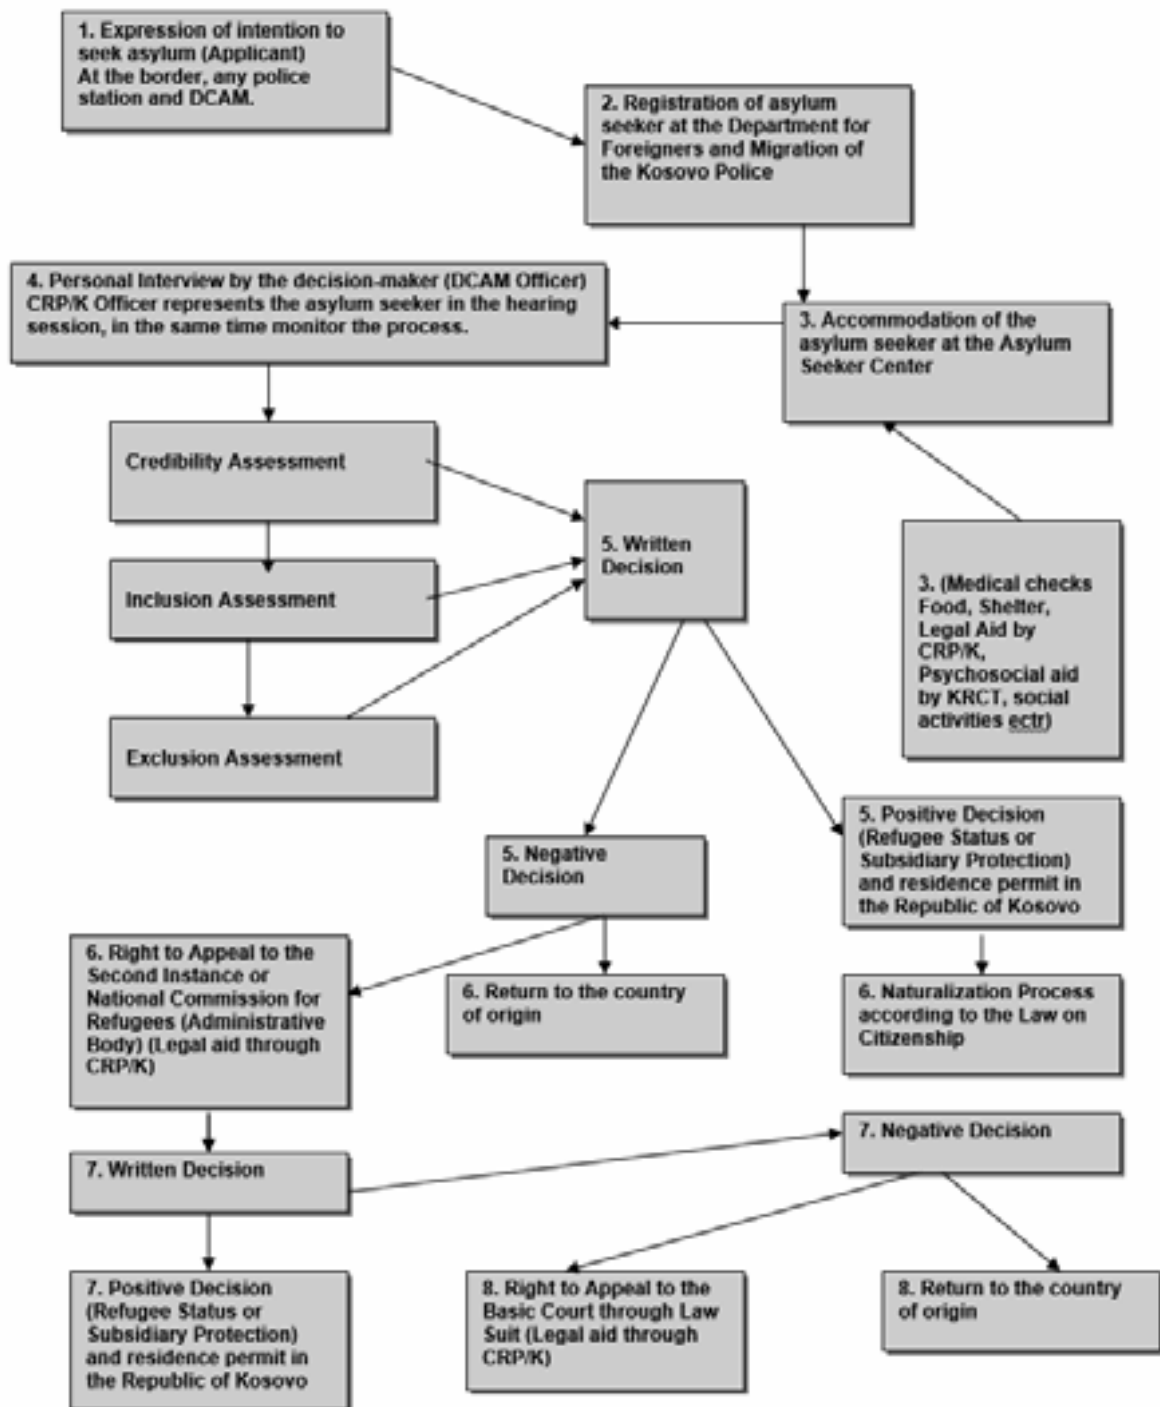 1. Expression of intention to
seek asylum (Applicant)
At the border, any police
station and DCAM.
2. Registration of asylum
seeker at the Department for
Foreigners and Migration of
the Kosovo Police
4. Personal Interview by the decision-maker (DCAM Officer)
CRP/K Officer represents the asylum seeker in the hearing
session, in the same time monitor the process.
3. Accommodation of the
asylum seeker at the Asylum
Seeker Center
Credibility Assessment
5. Written
Decision
Inclusion Assessment
3. (Medical checks
Food, Shelter,
Legal Aid by
CRP/K,
Psychosocial aid
by KRCT, social
activities ectr)
Exclusion Assessment
5. Negative
Decision
5. Positive Decision
(Refugee Status or
Subsidiary Protection)
and residence permit in
the Republic of Kosovo
6. Right to Appeal to the
Second Instance or
National Commission for
Refugees (Administrative
Body) (Legal aid through
CRP/K)
6. Return to the country
of origin
6. Naturalization Process
according to the Law on
Citizenship
7. Written Decision
7. Negative Decision
7. Positive Decision
(Refugee Status or
Subsidiary Protection)
and residence permit in
the Republic of Kosovo
8. Right to Appeal to the
Basic Court through Law
Suit (Legal aid through
CRP/K)
8. Return to the country
of origin